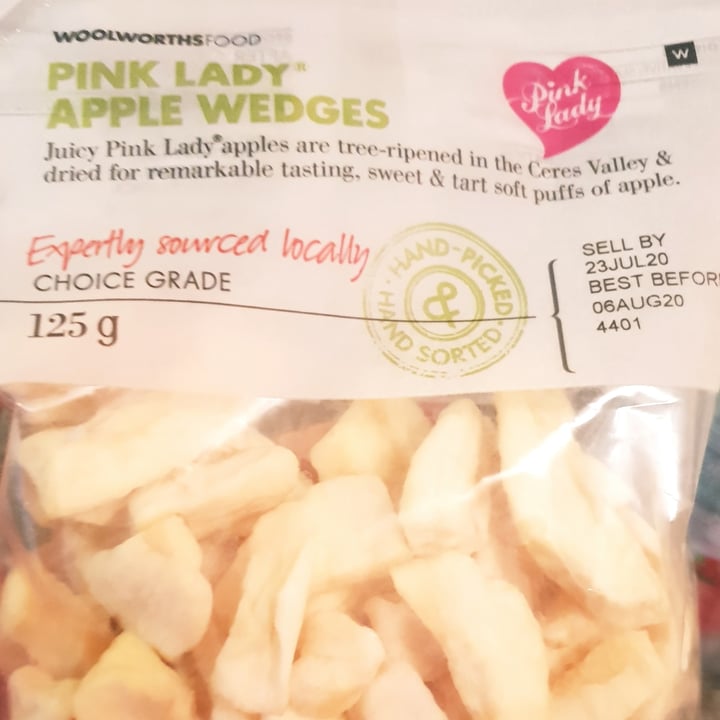 WOOLWORTHSFOOD
W
PINK LADY®
APPLE WEDGES
Pink
Lady
Juicy Pink Lady®apples are tree-ripened in the Ceres Valley &
dried for remarkable tasting, sweet & tart soft puffs of apple.
Expertly sourced locally
CHOICE GRADE
125 g
HAND-PICKED
&
HAND SORTED
SELL BY
23JUL20
BEST BEFOR
06AUG20
4401